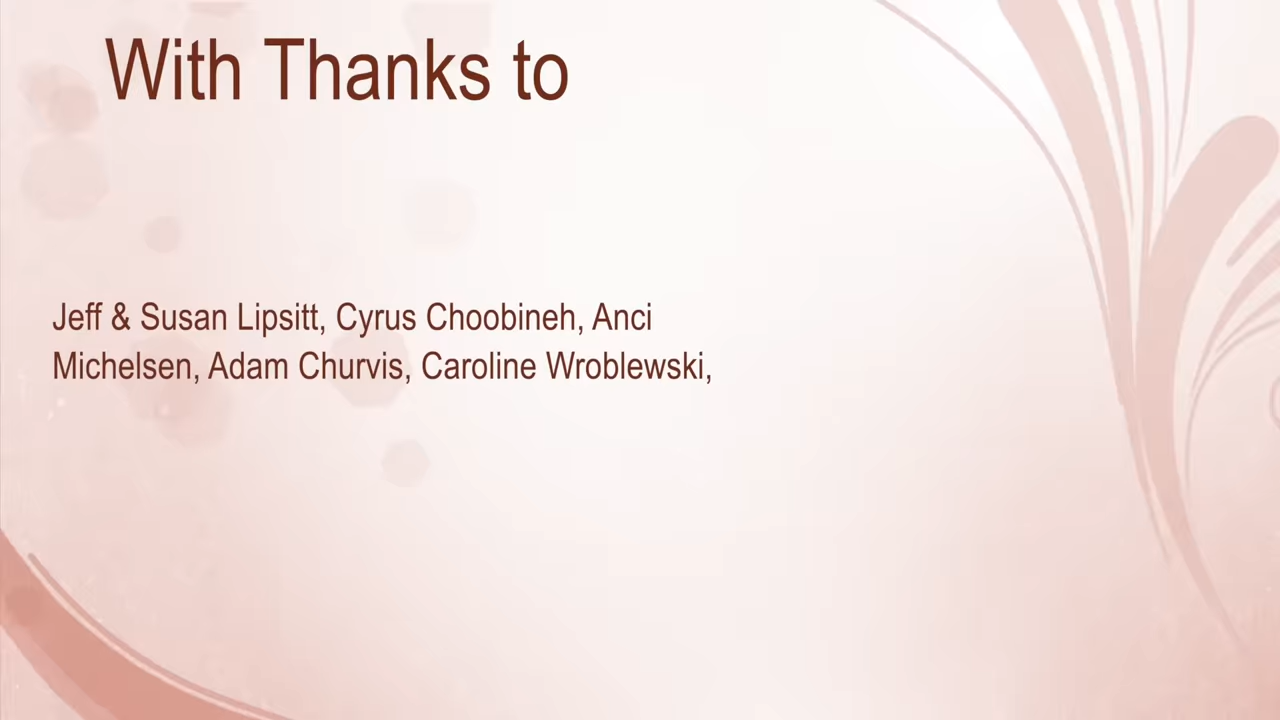 With Thanks to
Jeff & Susan Lipsitt, Cyrus Choobineh, Anci
Michelsen, Adam Churvis, Caroline Wroblewski,